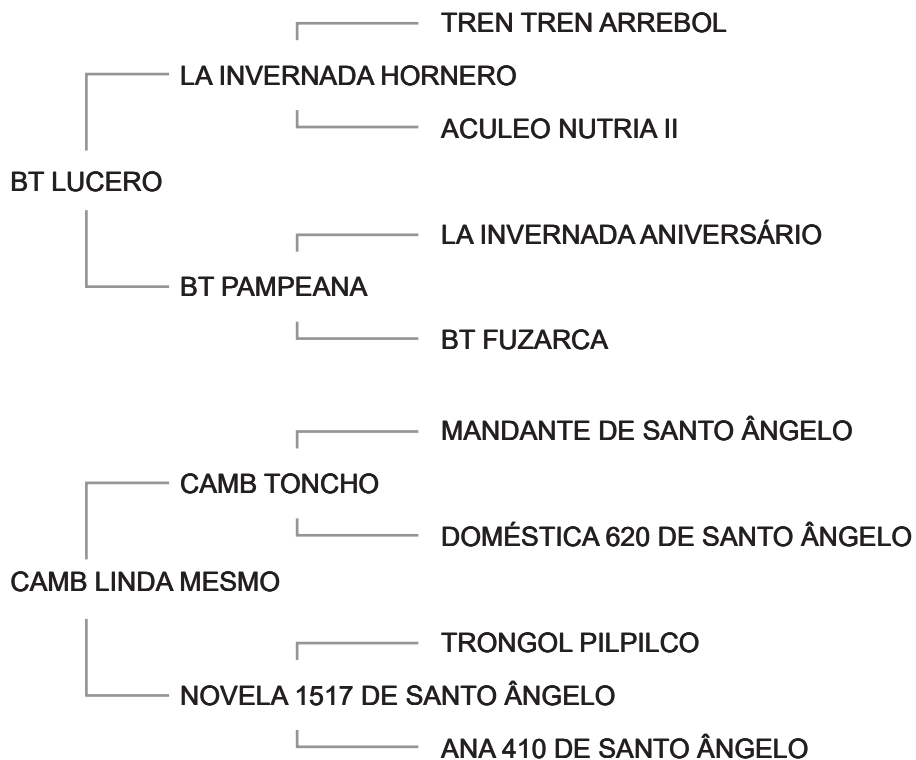 TREN TREN ARREBOL
LA INVERNADA HORNERO
ACULEO NUTRIA II
BT LUCERO
LA INVERNADA ANIVERSÁRIO
BT PAMPEANA
BT FUZARCA
MANDANTE DE SANTO ÂNGELO
CAMB TONCHO
DOMÉSTICA 620 DE SANTO ÂNGELO
CAMB LINDA MESMO
TRONGOL PILPILCO
NOVELA 1517 DE SANTO ÂNGELO
ANA 410 DE SANTO ÂNGELO